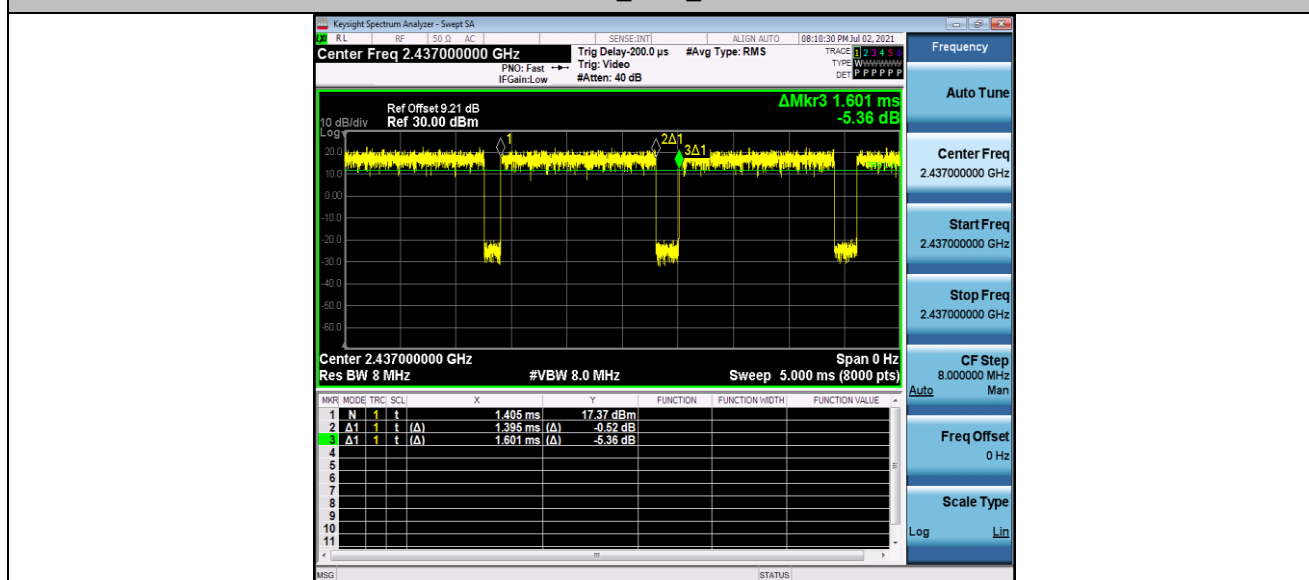 Keysight Spectrum Analyzer - Swept SA
RL RF 50 Ω AC SENSE:INT ALIGN AUTO 08:10:30 PM Jul 02, 2021
Center Freq 2.437000000 GHz
PNO: Fast
IFGain:Low
Trig Delay-200.0 µs
Trig: Video
#Atten: 40 dB
#Avg Type: RMS
TRACE 1 2 3 4 5 6
TYPE WWWWWW
DET P P P P P P
ΔMkr3 1.601 ms
-5.36 dB
Ref Offset 9.21 dB
10 dB/div Ref 30.00 dBm
Log
20.0
10.0
0.00
-10.0
-20.0
-30.0
-40.0
-50.0
-60.0
1
2Δ1
3Δ1
Center 2.437000000 GHz Span 0 Hz
Res BW 8 MHz #VBW 8.0 MHz Sweep 5.000 ms (8000 pts)
MKR MODE TRC SCL X Y FUNCTION FUNCTION WIDTH FUNCTION VALUE
1 N 1 t 1.405 ms 17.37 dBm
2 Δ1 1 t (Δ) 1.395 ms (Δ) -0.52 dB
3 Δ1 1 t (Δ) 1.601 ms (Δ) -5.36 dB
4
5
6
7
8
9
10
11
MSG STATUS
Frequency
Auto Tune
Center Freq
2.437000000 GHz
Start Freq
2.437000000 GHz
Stop Freq
2.437000000 GHz
CF Step
8.000000 MHz
Auto Man
Freq Offset
0 Hz
Scale Type
Log Lin